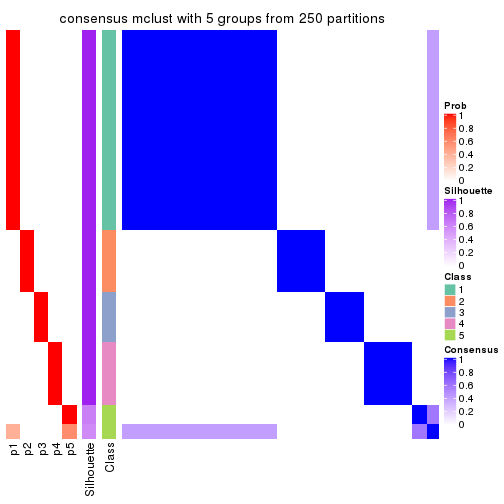 consensus mclust with 5 groups from 250 partitions
Prob
1
0.8
0.6
0.4
0.2
0
Silhouette
1
0.8
0.6
0.4
0.2
0
Class
1
2
3
4
5
Consensus
1
0.8
0.6
0.4
0.2
0
p1
p2
p3
p4
p5
Silhouette
Class